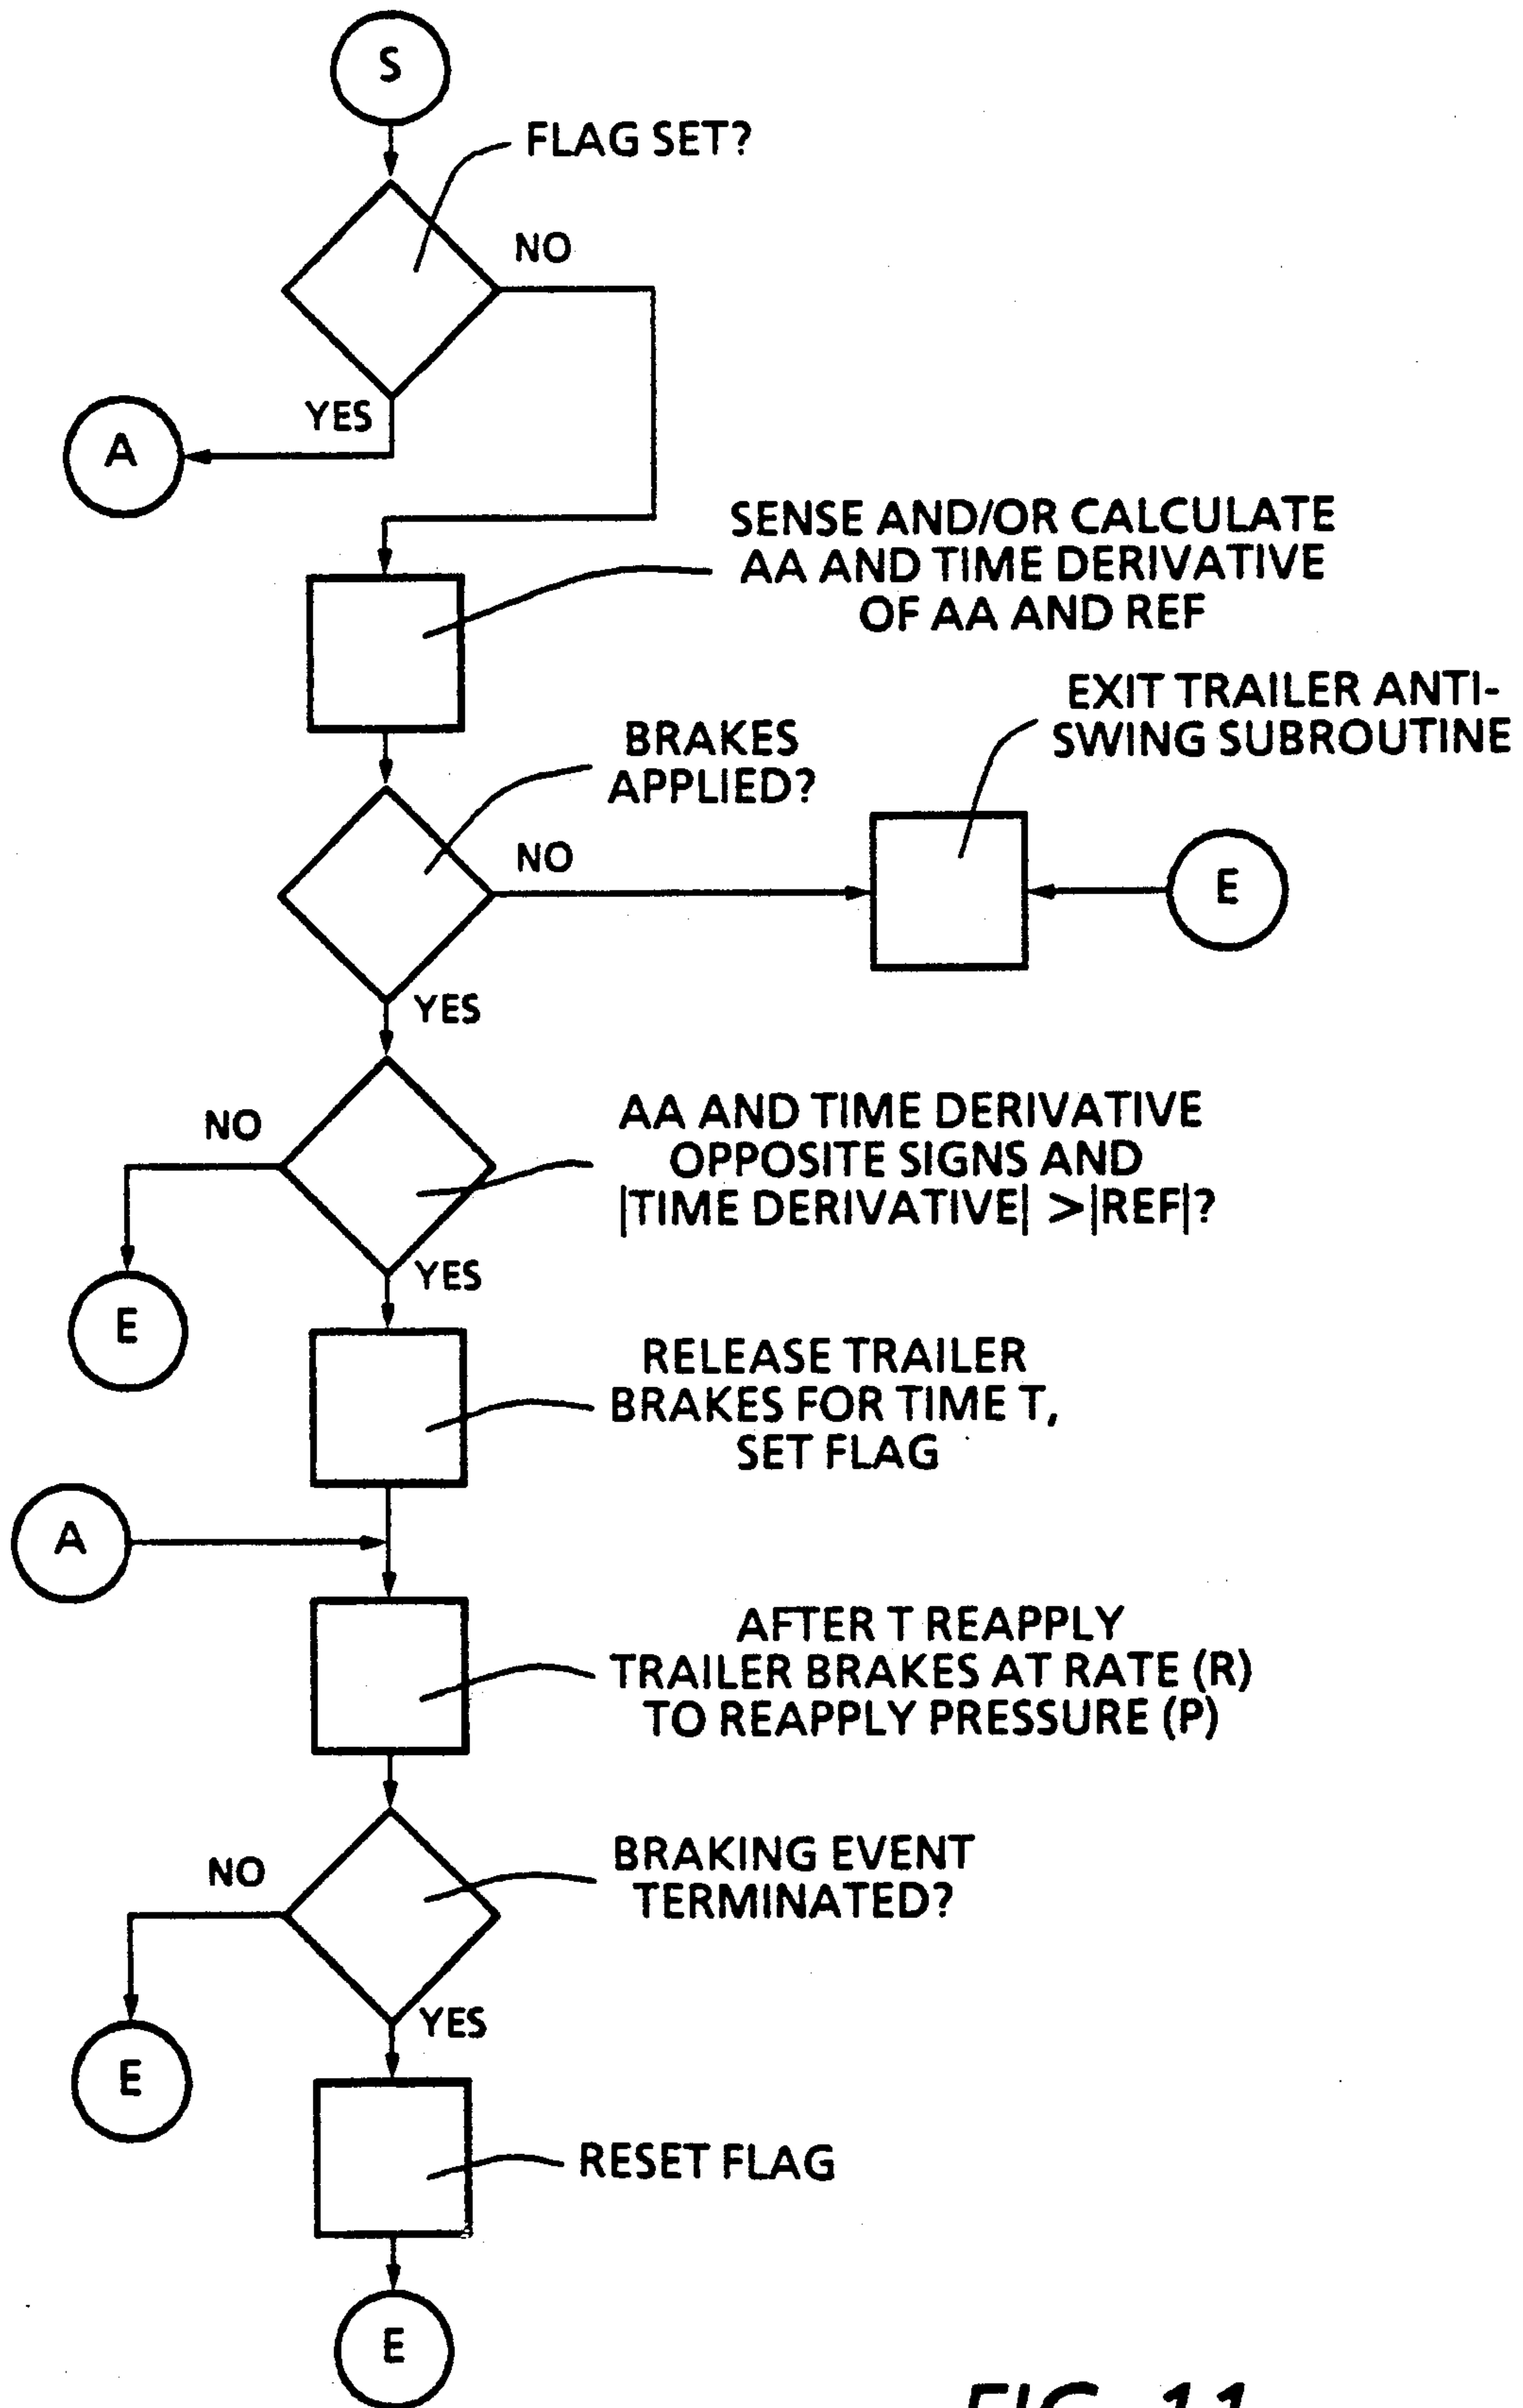 S
FLAG SET?
NO
YES
A
SENSE AND/OR CALCULATE
AA AND TIME DERIVATIVE
OF AA AND REF
EXIT TRAILER ANTI-
SWING SUBROUTINE
BRAKES
APPLIED?
NO
E
YES
NO
AA AND TIME DERIVATIVE
OPPOSITE SIGNS AND
|TIME DERIVATIVE| >|REF|?
YES
E
RELEASE TRAILER
BRAKES FOR TIME T,
SET FLAG
A
AFTER T REAPPLY
TRAILER BRAKES AT RATE (R)
TO REAPPLY PRESSURE (P)
NO
BRAKING EVENT
TERMINATED?
YES
E
RESET FLAG
E
FIG. 11